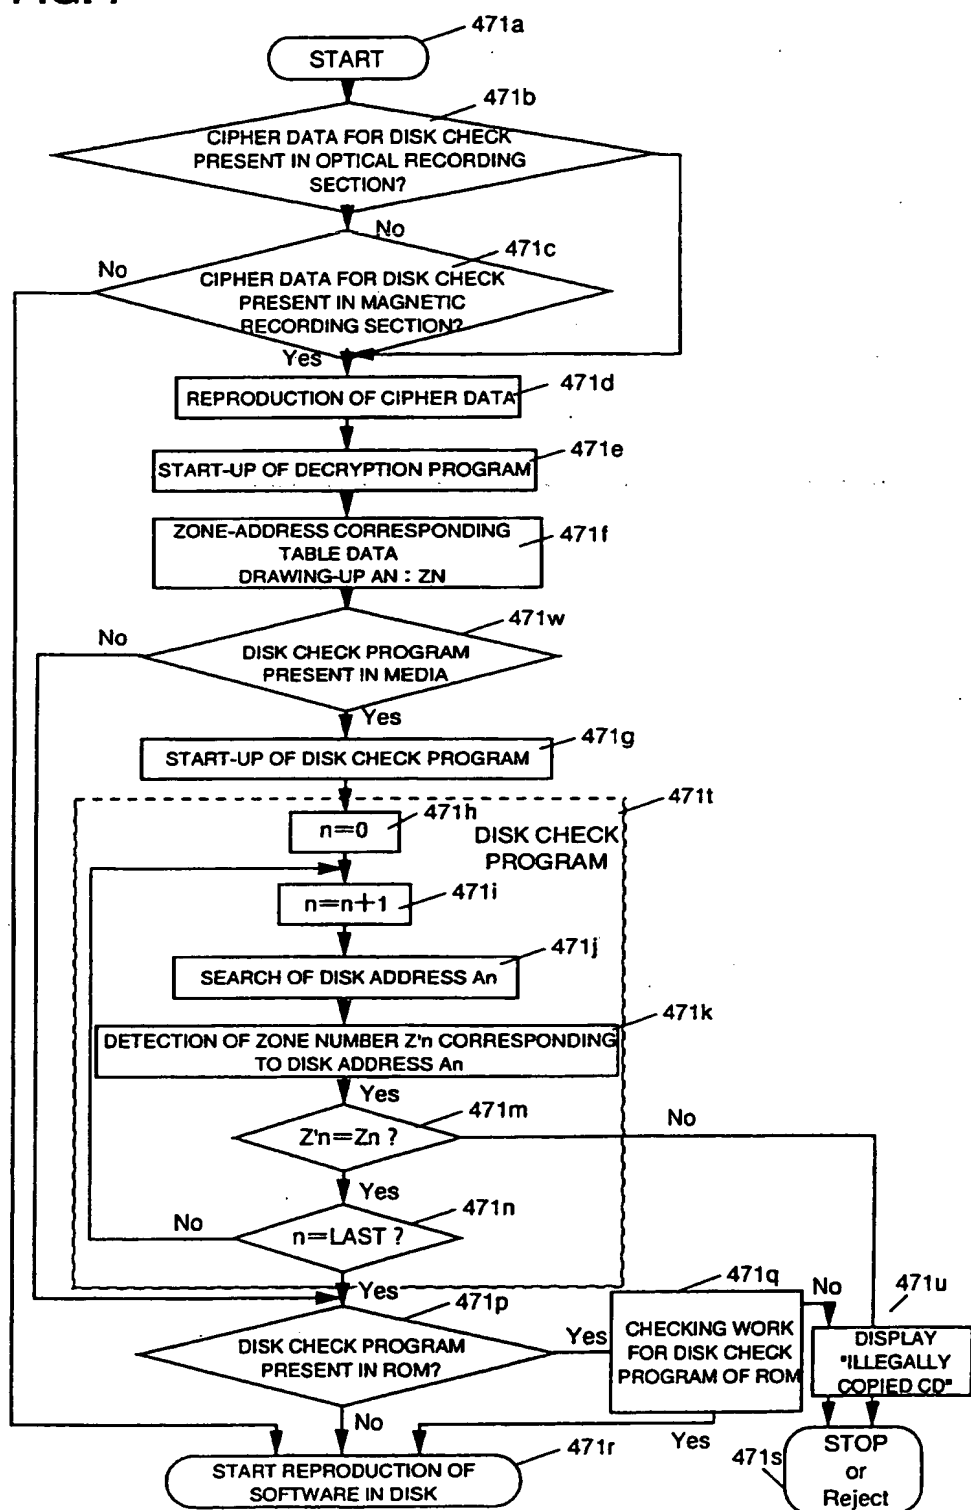 471a
START
471b
CIPHER DATA FOR DISK CHECK
PRESENT IN OPTICAL RECORDING
SECTION?
No
471c
No
CIPHER DATA FOR DISK CHECK
PRESENT IN MAGNETIC
RECORDING SECTION?
Yes
471d
REPRODUCTION OF CIPHER DATA
471e
START-UP OF DECRYPTION PROGRAM
ZONE-ADDRESS CORRESPONDING
TABLE DATA
DRAWING-UP AN : ZN
471f
471w
No
DISK CHECK PROGRAM
PRESENT IN MEDIA
Yes
471g
START-UP OF DISK CHECK PROGRAM
471t
471h
n=0
DISK CHECK
PROGRAM
471i
n=n+1
471j
SEARCH OF DISK ADDRESS An
471k
DETECTION OF ZONE NUMBER Z'n CORRESPONDING
TO DISK ADDRESS An
Yes
471m
No
Z'n=Zn ?
Yes
471n
No
n=LAST ?
Yes
471p
471q
No
471u
DISK CHECK PROGRAM
PRESENT IN ROM?
Yes
CHECKING WORK
FOR DISK CHECK
PROGRAM OF ROM
DISPLAY
"ILLEGALLY
COPIED CD"
No
Yes
471r
START REPRODUCTION OF
SOFTWARE IN DISK
471s
STOP
or
Reject